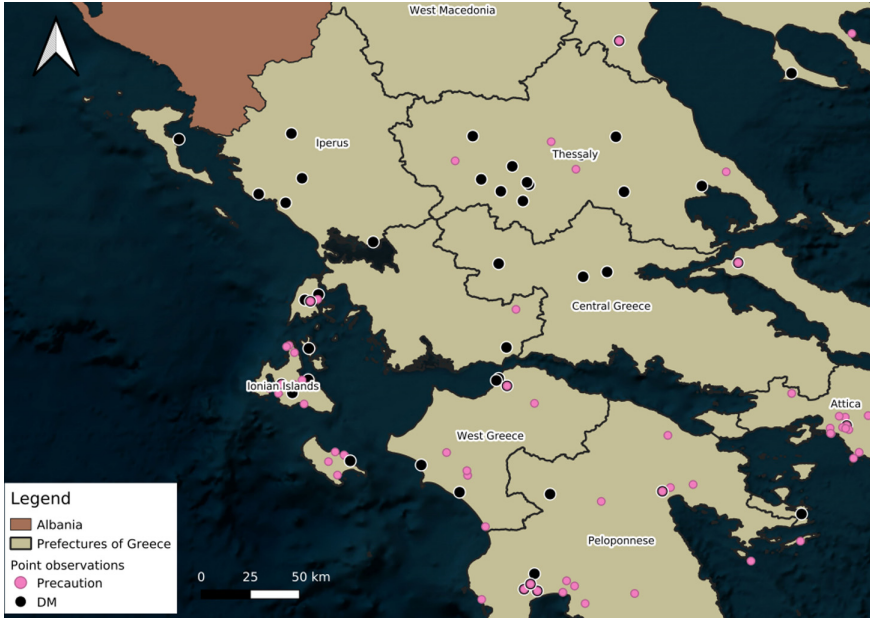 West Macedonia
Iperus
Thessaly
Central Greece
Ionian Islands
Attica
West Greece
Peloponnese
Legend
Albania
Prefectures of Greece
Point observations
Precaution
DM
0 25 50 km